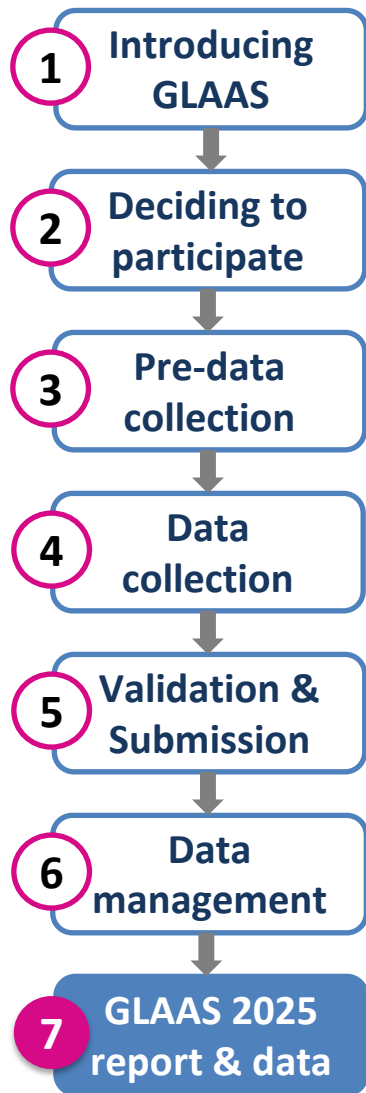 1
Introducing
GLAAS
2
Deciding to
participate
3
Pre-data
collection
4
Data
collection
5
Validation &
Submission
6
Data
management
7
GLAAS 2025
report & data